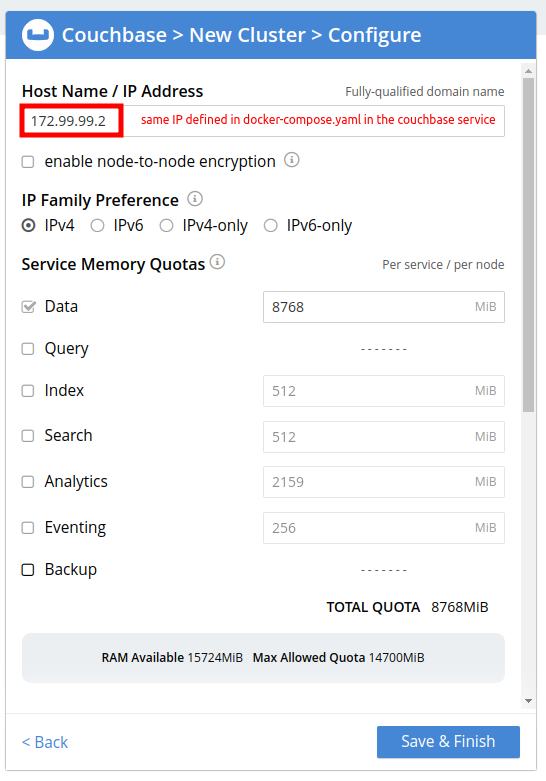 Couchbase > New Cluster > Configure
Host Name / IP Address Fully-qualified domain name
172.99.99.2 same IP defined in docker-compose.yaml in the couchbase service
enable node-to-node encryption
IP Family Preference
IPv4 IPv6 IPv4-only IPv6-only
Service Memory Quotas Per service / per node
Data 8768 MiB
Query -------
Index 512 MiB
Search 512 MiB
Analytics 2159 MiB
Eventing 256 MiB
Backup -------
TOTAL QUOTA 8768MiB
RAM Available 15724MiB Max Allowed Quota 14700MiB
< Back Save & Finish